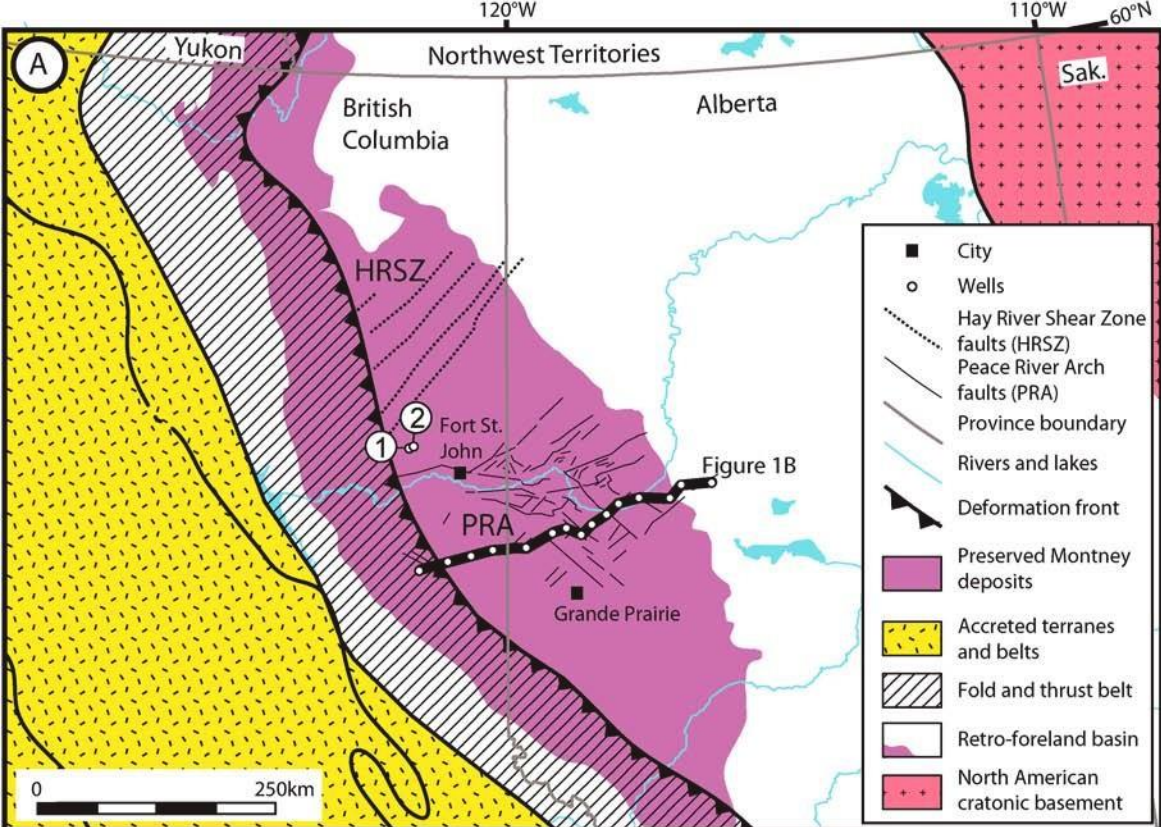 120°W
110°W
60°N
A
Yukon
Northwest Territories
Sak.
British
Columbia
Alberta
HRSZ
2
1
Fort St.
John
Figure 1B
PRA
Grande Prairie
City
Wells
Hay River Shear Zone
faults (HRSZ)
Peace River Arch
faults (PRA)
Province boundary
Rivers and lakes
Deformation front
Preserved Montney
deposits
Accreted terranes
and belts
Fold and thrust belt
Retro-foreland basin
North American
cratonic basement
0
250km